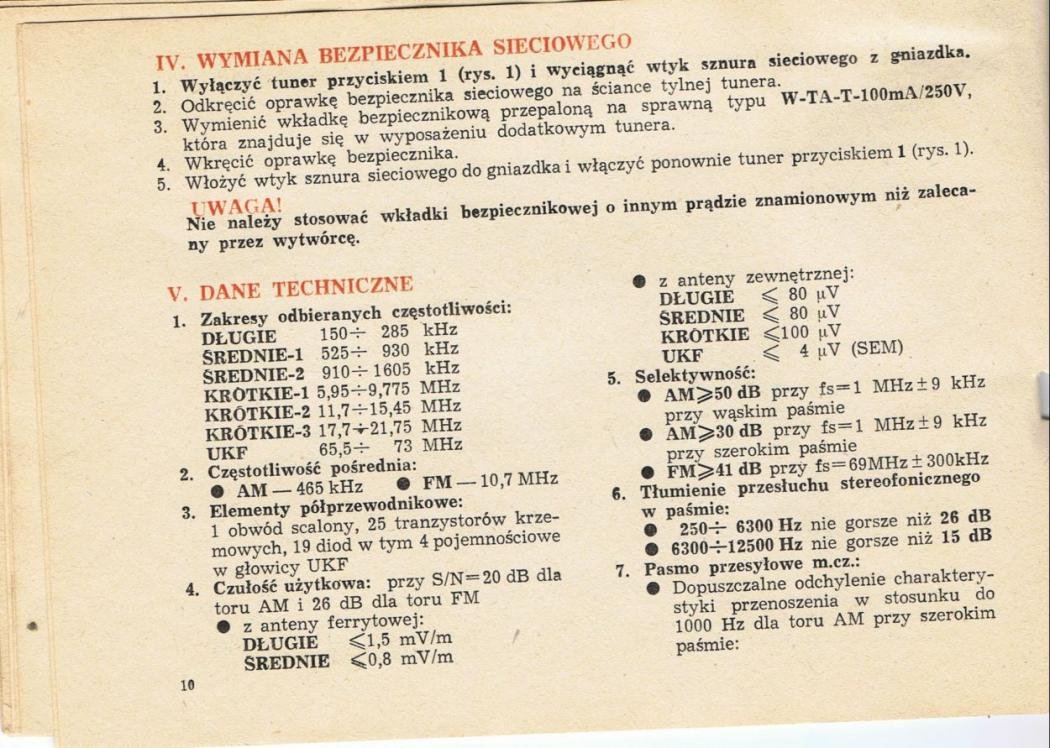 IV. WYMIANA BEZPIECZNIKA SIECIOWEGO
1. Wyłączyć tuner przyciskiem 1 (rys. 1) i wyciągnąć wtyk sznura sieciowego z gniazdka.
2. Odkręcić oprawkę bezpiecznika sieciowego na ściance tylnej tunera.
3. Wymienić wkładkę bezpiecznikową przepaloną na sprawną typu W-TA-T-100mA/250V,
która znajduje się w wyposażeniu dodatkowym tunera.
4. Wkręcić oprawkę bezpiecznika.
5. Włożyć wtyk sznura sieciowego do gniazdka i włączyć ponownie tuner przyciskiem 1 (rys. 1).
UWAGA!
Nie należy stosować wkładki bezpiecznikowej o innym prądzie znamionowym niż zaleca-
ny przez wytwórcę.
V. DANE TECHNICZNE
1. Zakresy odbieranych częstotliwości:
DŁUGIE 150÷ 285 kHz
ŚREDNIE-1 525÷ 930 kHz
ŚREDNIE-2 910÷1605 kHz
KRÓTKIE-1 5,95÷9,775 MHz
KRÓTKIE-2 11,7÷15,45 MHz
KRÓTKIE-3 17,7÷21,75 MHz
UKF 65,5÷ 73 MHz
2. Częstotliwość pośrednia:
● AM — 465 kHz ● FM — 10,7 MHz
3. Elementy półprzewodnikowe:
1 obwód scalony, 25 tranzystorów krze-
mowych, 19 diod w tym 4 pojemnościowe
w głowicy UKF
4. Czułość użytkowa: przy S/N=20 dB dla
toru AM i 26 dB dla toru FM
● z anteny ferrytowej:
DŁUGIE ⩽1,5 mV/m
ŚREDNIE ⩽0,8 mV/m
10
● z anteny zewnętrznej:
DŁUGIE ⩽ 80 µV
ŚREDNIE ⩽ 80 µV
KRÓTKIE ⩽100 µV
UKF ⩽ 4 µV (SEM)
5. Selektywność:
● AM⩾50 dB przy fs=1 MHz±9 kHz
przy wąskim paśmie
● AM⩾30 dB przy fs=1 MHz±9 kHz
przy szerokim paśmie
● FM⩾41 dB przy fs=69MHz±300kHz
6. Tłumienie przesłuchu stereofonicznego
w paśmie:
● 250÷ 6300 Hz nie gorsze niż 26 dB
● 6300÷12500 Hz nie gorsze niż 15 dB
7. Pasmo przesyłowe m.cz.:
● Dopuszczalne odchylenie charaktery-
styki przenoszenia w stosunku do
1000 Hz dla toru AM przy szerokim
paśmie: